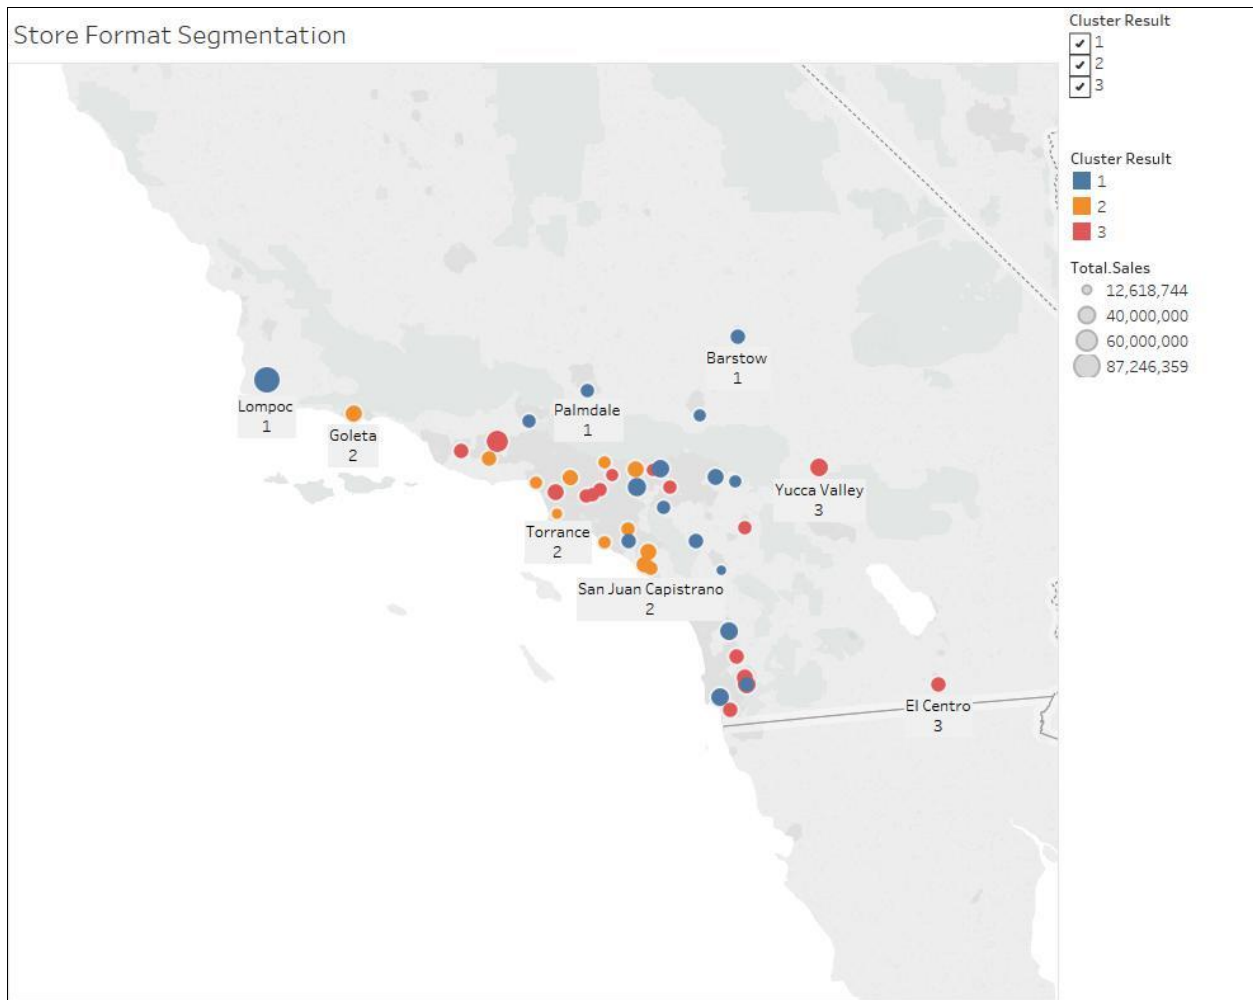 Store Format Segmentation
Cluster Result
1
2
3
Cluster Result
1
2
3
Total.Sales
12,618,744
40,000,000
60,000,000
87,246,359
Barstow
1
Lompoc
1
Palmdale
1
Goleta
2
Yucca Valley
3
Torrance
2
San Juan Capistrano
2
El Centro
3